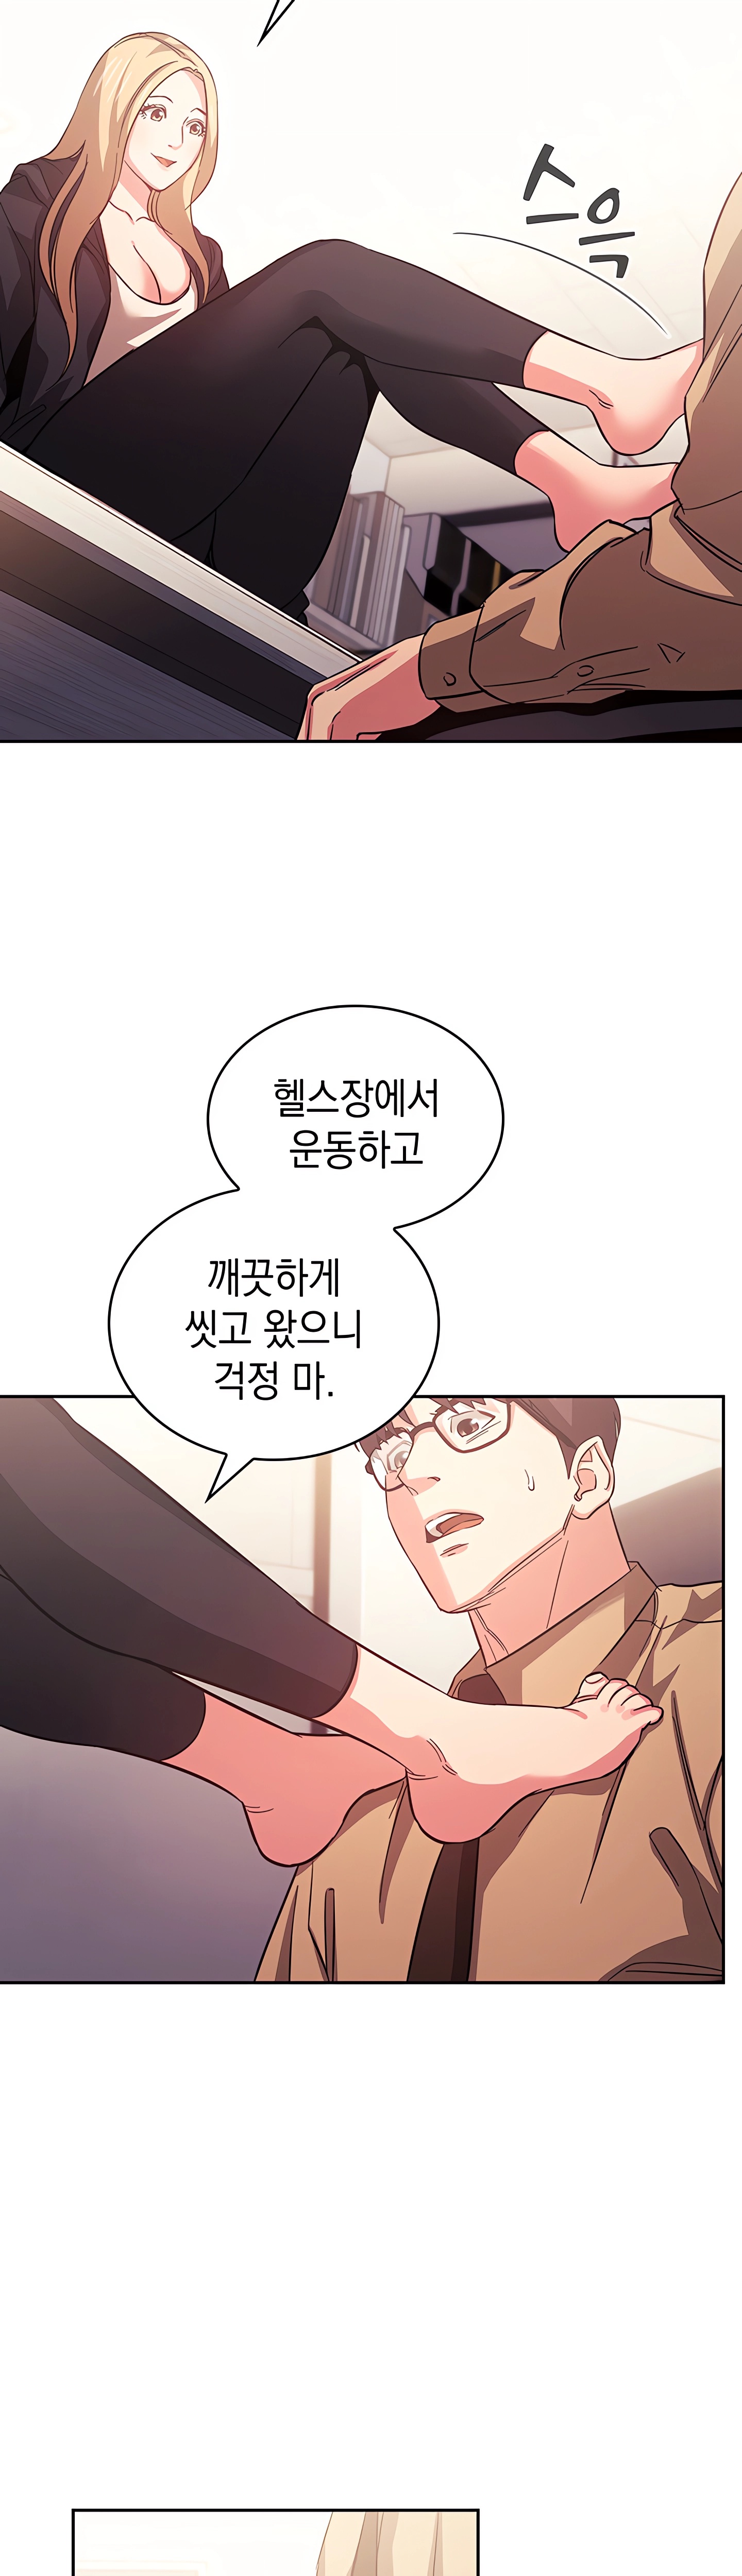 스윽
헬스장에서
운동하고
깨끗하게
씻고 왔으니
걱정 마.